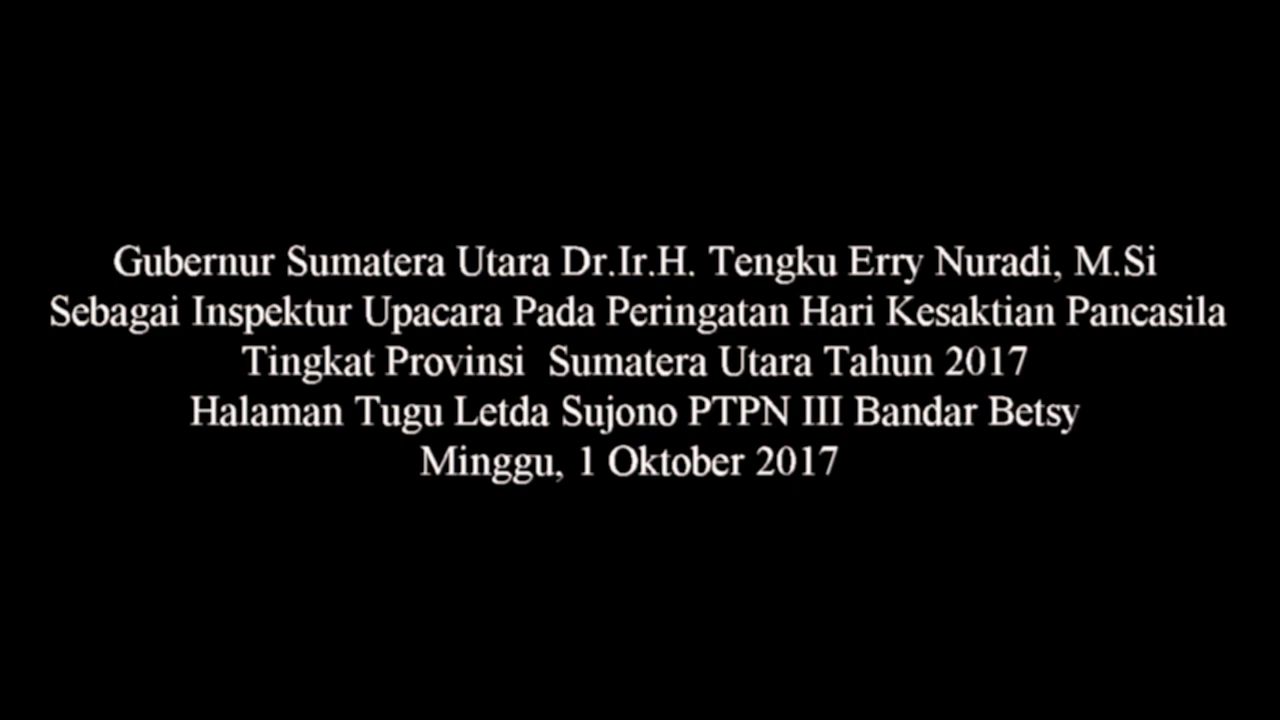 Gubernur Sumatera Utara Dr.Ir.H. Tengku Erry Nuradi, M.Si
Sebagai Inspektur Upacara Pada Peringatan Hari Kesaktian Pancasila
Tingkat Provinsi  Sumatera Utara Tahun 2017
Halaman Tugu Letda Sujono PTPN III Bandar Betsy
Minggu, 1 Oktober 2017